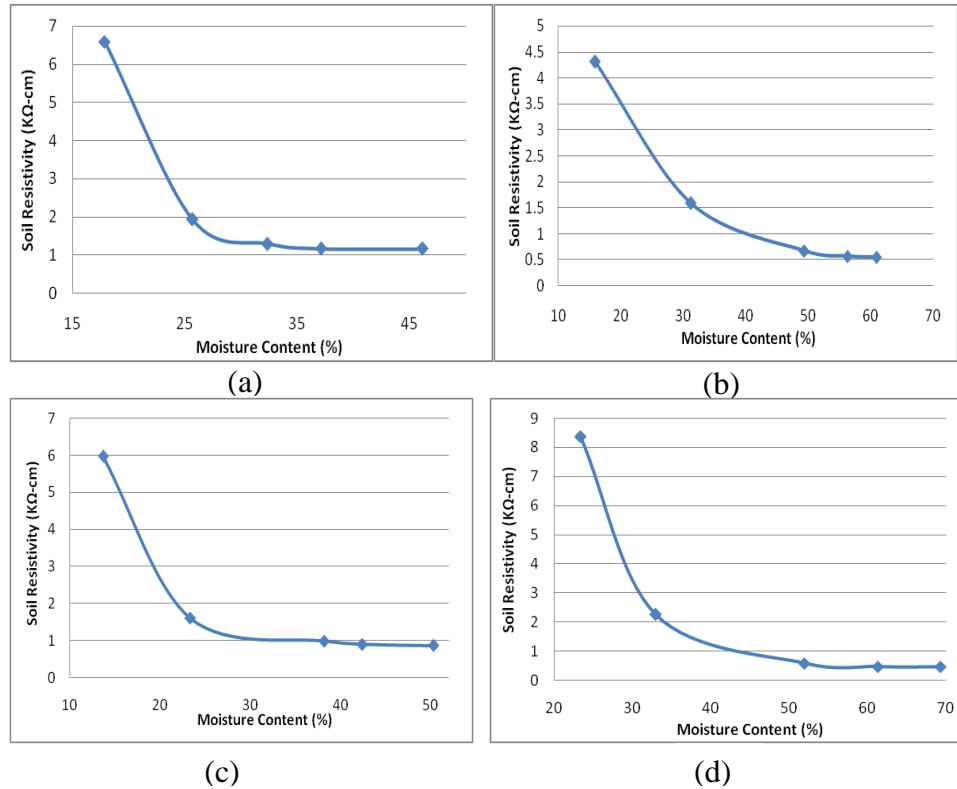 Soil Resistivity (KΩ-cm)
7
6
5
4
3
2
1
0
15 25 35 45
Moisture Content (%)
(a)
Soil Resistivity (KΩ-cm)
5
4.5
4
3.5
3
2.5
2
1.5
1
0.5
0
10 20 30 40 50 60 70
Moisture Content (%)
(b)
Soil Resistivity (KΩ-cm)
7
6
5
4
3
2
1
0
10 20 30 40 50
Moisture Content (%)
(c)
Soil Resistivity (KΩ-cm)
9
8
7
6
5
4
3
2
1
0
20 30 40 50 60 70
Moisture Content (%)
(d)